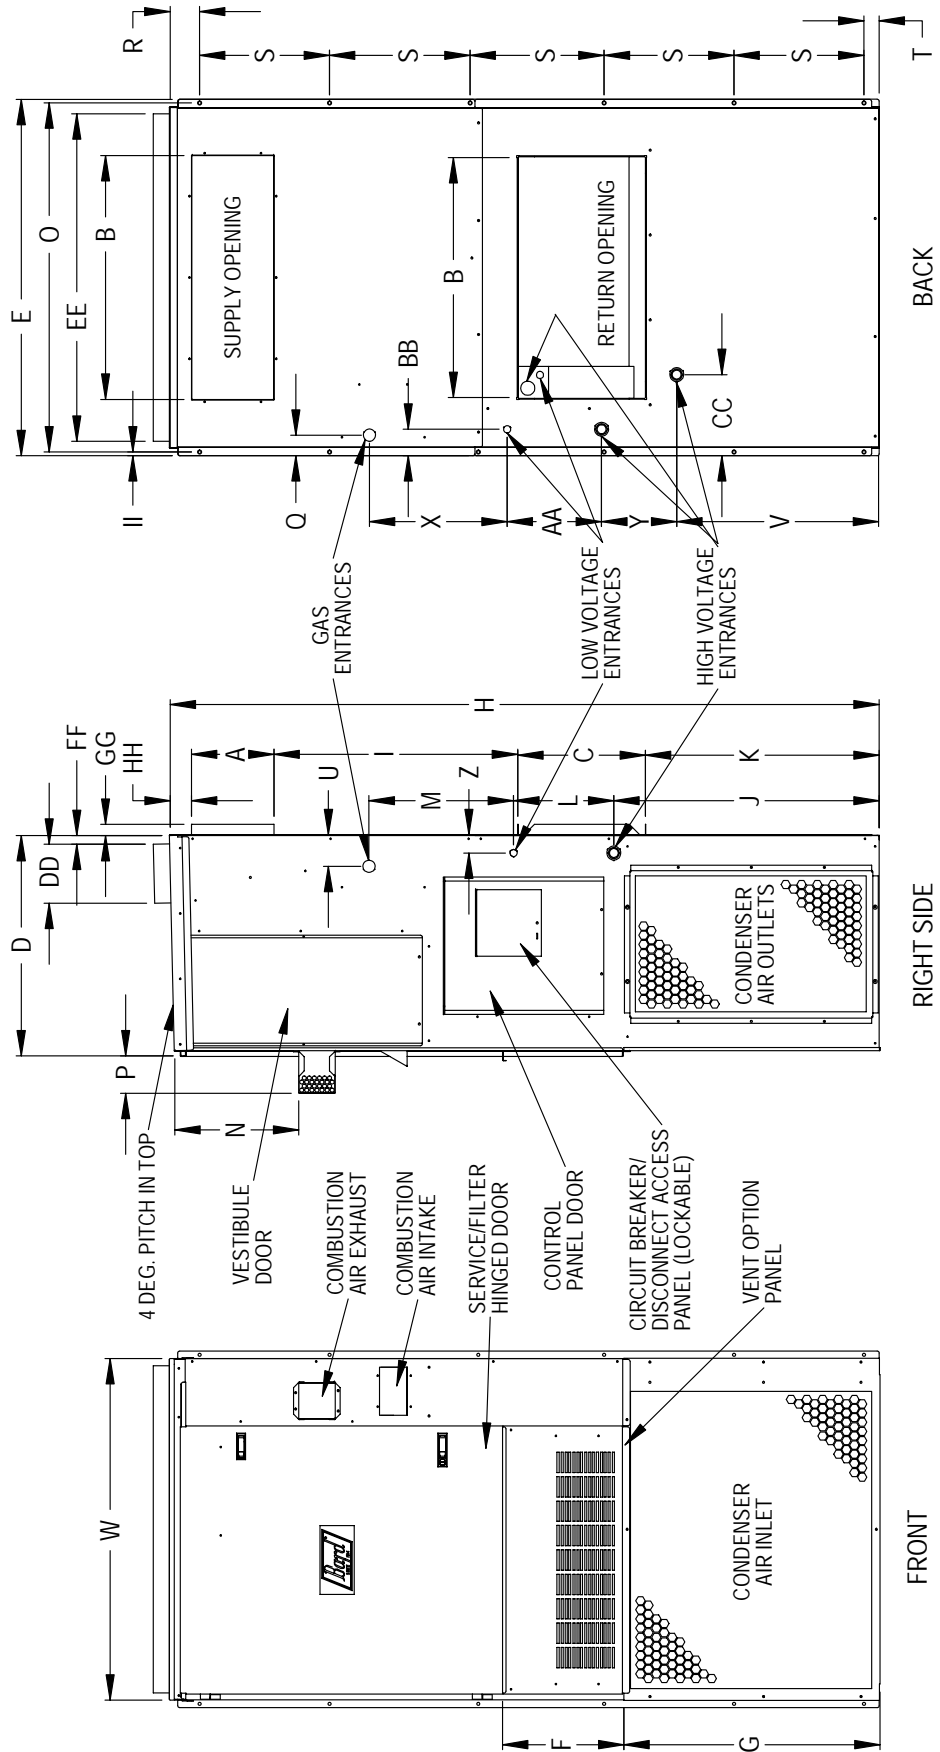 W
4 DEG. PITCH IN TOP
VESTIBULE
DOOR
COMBUSTION
AIR EXHAUST
COMBUSTION
AIR INTAKE
SERVICE/FILTER
HINGED DOOR
CONTROL
PANEL DOOR
CIRCUIT BREAKER/
DISCONNECT ACCESS
PANEL (LOCKABLE)
VENT OPTION
PANEL
Bard
CONDENSER
AIR INLET
F
G
FRONT
D
P
DD
FF
GG
HH
N
A
I
U
M
Z
C
L
K
J
H
CONDENSER
AIR OUTLETS
RIGHT SIDE
GAS
ENTRANCES
LOW VOLTAGE
ENTRANCES
HIGH VOLTAGE
ENTRANCES
E
O
EE
B
II
Q
BB
X
AA
Y
V
CC
SUPPLY OPENING
B
RETURN OPENING
R
S
S
S
S
S
T
BACK